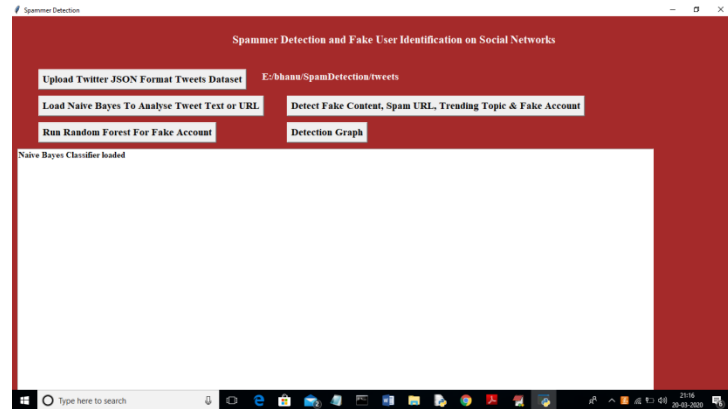 Spammer Detection
Spammer Detection and Fake User Identification on Social Networks
Upload Twitter JSON Format Tweets Dataset
E:/bhanu/SpamDetection/tweets
Load Naive Bayes To Analyse Tweet Text or URL
Detect Fake Content, Spam URL, Trending Topic & Fake Account
Run Random Forest For Fake Account
Detection Graph
Naive Bayes Classifier loaded
Type here to search
21:16
20-03-2020